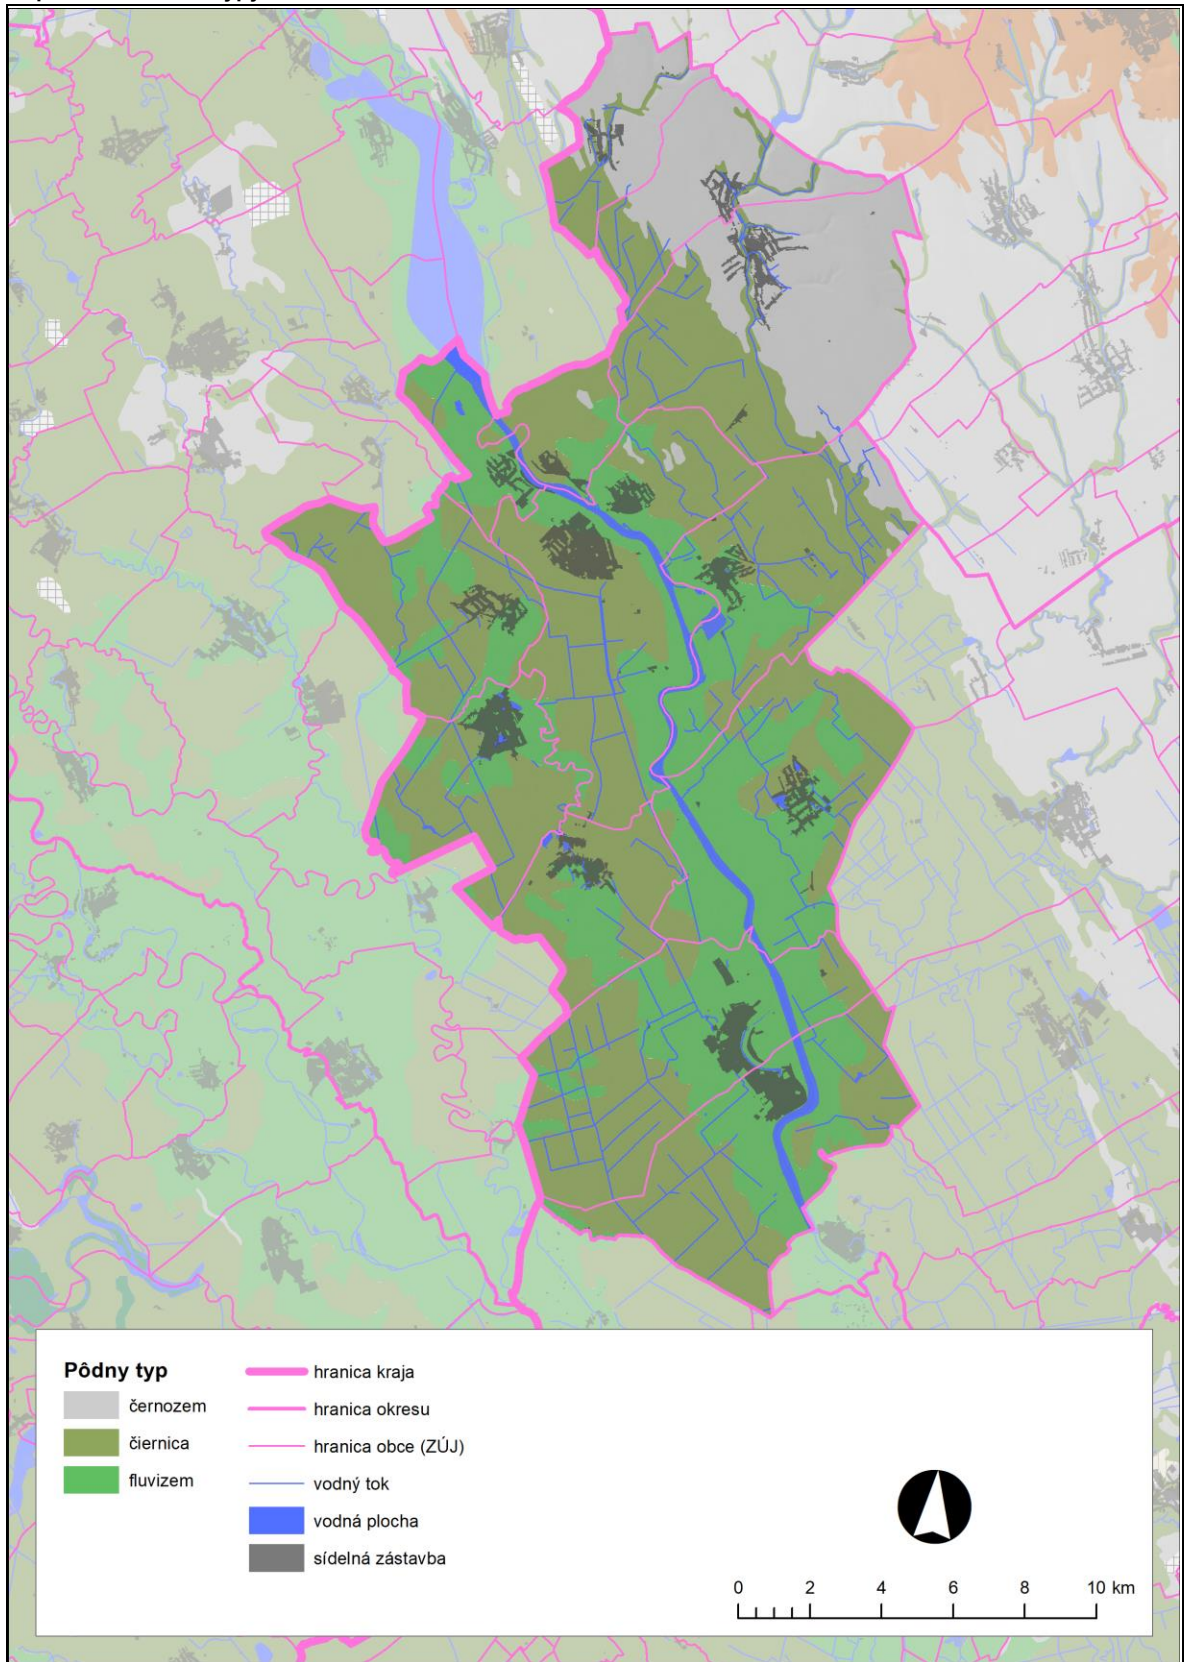 Pôdny typ
černozem
čiernica
fluvizem
hranica kraja
hranica okresu
hranica obce (ZÚJ)
vodný tok
vodná plocha
sídelná zástavba
0 2 4 6 8 10 km